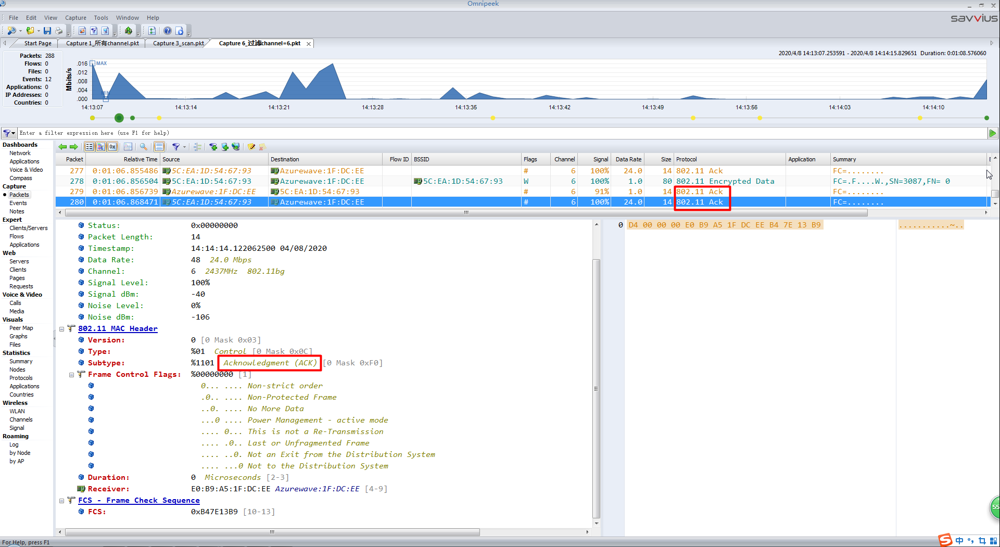 Omnipeek
File Edit View Capture Tools Window Help
savvius
Start Page Capture 1_所有channel.pkt Capture 3_scan.pkt Capture 6_过滤channel=6.pkt
Packets: 288
Flows: 0
Files: 0
Events: 12
Applications: 0
IP Addresses: 0
Countries: 0
2020/4/8 14:13:07.253591 - 2020/4/8 14:14:15.829651 Duration: 0:01:08.576060
Mbits/s
.016
.012
.008
.004
.000
MAX
MIN
14:13:07 14:13:14 14:13:21 14:13:28 14:13:35 14:13:42 14:13:49 14:13:56 14:14:03 14:14:10
Enter a filter expression here (use F1 for help)
Dashboards
Network
Applications
Voice & Video
Compass
Capture
Packets
Events
Notes
Expert
Clients/Servers
Flows
Applications
Web
Servers
Clients
Pages
Requests
Voice & Video
Calls
Media
Visuals
Peer Map
Graphs
Files
Statistics
Summary
Nodes
Protocols
Applications
Countries
Wireless
WLAN
Channels
Signal
Roaming
Log
by Node
by AP
0x
Packet Relative Time Source Destination Flow ID BSSID Flags Channel Signal Data Rate Size Protocol Application Summary E
277 0:01:06.855486 5C:EA:1D:54:67:93 Azurewave:1F:DC:EE # 6 100% 24.0 14 802.11 Ack FC=........
278 0:01:06.856504 5C:EA:1D:54:67:93 Azurewave:1F:DC:EE 5C:EA:1D:54:67:93 W 6 100% 1.0 80 802.11 Encrypted Data FC=.F....W.,SN=3087,FN= 0
279 0:01:06.856739 Azurewave:1F:DC:EE 5C:EA:1D:54:67:93 # 6 91% 1.0 14 802.11 Ack FC=........
280 0:01:06.868471 5C:EA:1D:54:67:93 Azurewave:1F:DC:EE # 6 100% 24.0 14 802.11 Ack FC=........
Status: 0x00000000
Packet Length: 14
Timestamp: 14:14:14.122062500 04/08/2020
Data Rate: 48 24.0 Mbps
Channel: 6 2437MHz 802.11bg
Signal Level: 100%
Signal dBm: -40
Noise Level: 0%
Noise dBm: -106
802.11 MAC Header
Version: 0 [0 Mask 0x03]
Type: %01 Control [0 Mask 0x0C]
Subtype: %1101 Acknowledgment (ACK) [0 Mask 0xF0]
Frame Control Flags: %00000000 [1]
0... .... Non-strict order
.0.. .... Non-Protected Frame
..0. .... No More Data
...0 .... Power Management - active mode
.... 0... This is not a Re-Transmission
.... .0.. Last or Unfragmented Frame
.... ..0. Not an Exit from the Distribution System
.... ...0 Not to the Distribution System
Duration: 0 Microseconds [2-3]
Receiver: E0:B9:A5:1F:DC:EE Azurewave:1F:DC:EE [4-9]
FCS - Frame Check Sequence
FCS: 0xB47E13B9 [10-13]
0 D4 00 00 00 E0 B9 A5 1F DC EE B4 7E 13 B9 ...........~..
55
For Help, press F1
S 中